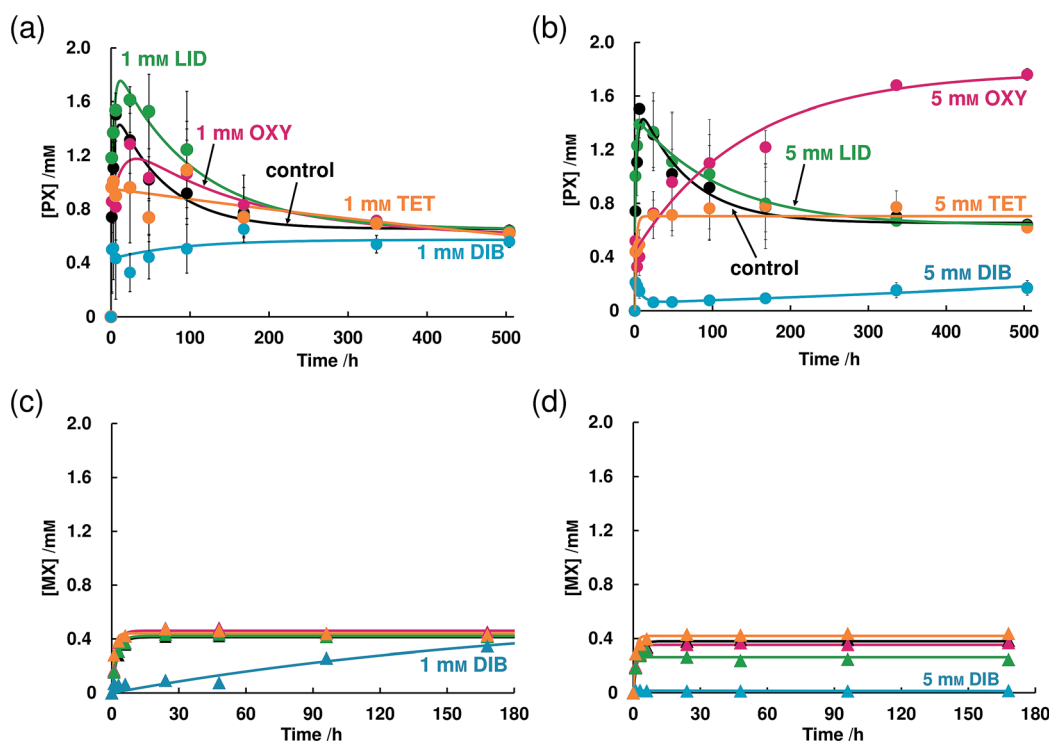 (a)
2.0
1.6
1.2
0.8
0.4
0
[PX] /mM
1 mM LID
1 mM OXY
control
1 mM TET
1 mM DIB
0 100 200 300 400 500
Time /h
(b)
2.0
1.6
1.2
0.8
0.4
0
[PX] /mM
5 mM OXY
5 mM LID
5 mM TET
control
5 mM DIB
0 100 200 300 400 500
Time /h
(c)
2.0
1.6
1.2
0.8
0.4
0
[MX] /mM
1 mM DIB
0 30 60 90 120 150 180
Time /h
(d)
2.0
1.6
1.2
0.8
0.4
0
[MX] /mM
5 mM DIB
0 30 60 90 120 150 180
Time /h